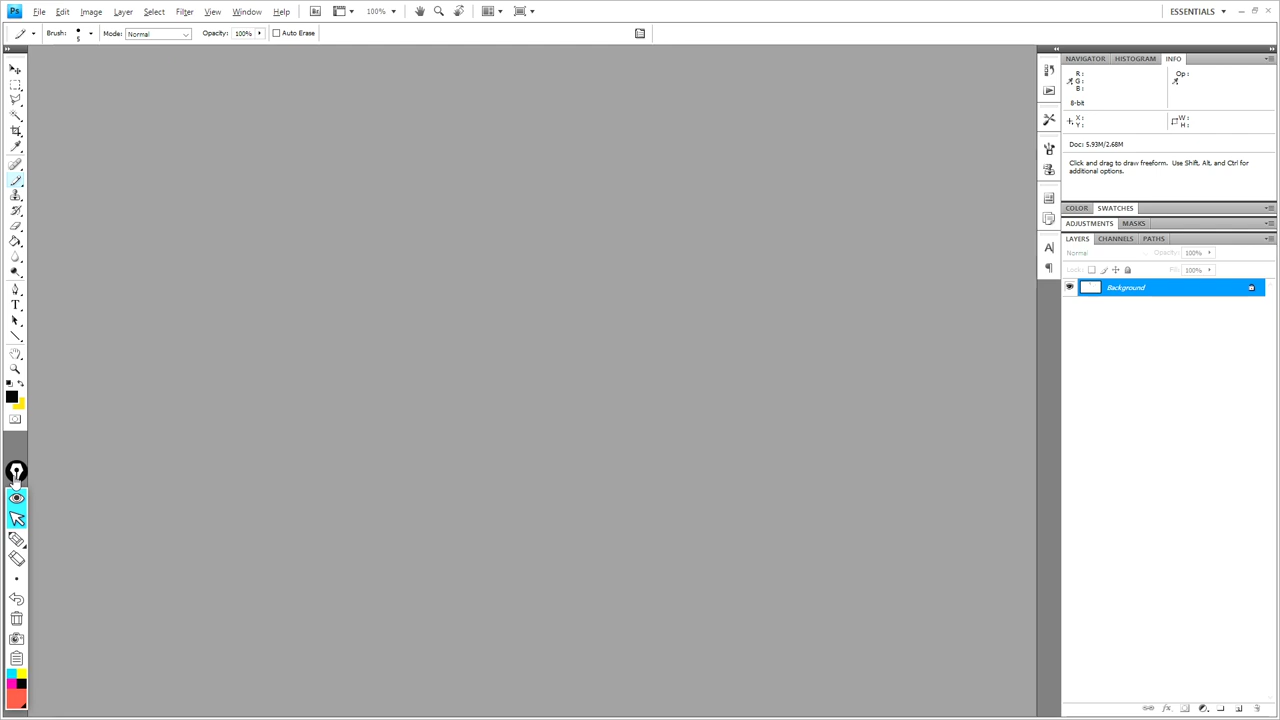 Ps File Edit Image Layer Select Filter View Window Help Br 100% ESSENTIALS
Brush: 5 Mode: Normal Opacity: 100% Auto Erase
NAVIGATOR HISTOGRAM INFO
R: Op:
G:
B:
8-bit
X: W:
Y: H:
Doc: 5.93M/2.68M
Click and drag to draw freeform. Use Shift, Alt, and Ctrl for
additional options.
COLOR SWATCHES
ADJUSTMENTS MASKS
LAYERS CHANNELS PATHS
Normal Opacity: 100%
Lock: Fill: 100%
Background